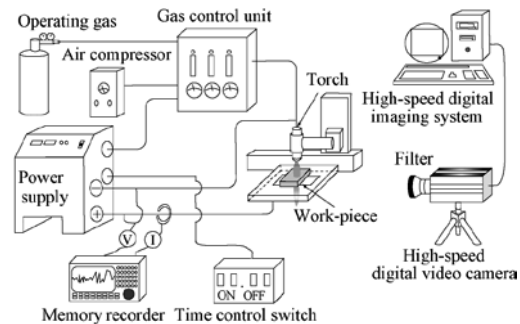 Operating gas
Gas control unit
Air compressor
Torch
High-speed digital
imaging system
Power
supply
Filter
Work-piece
V
I
High-speed
digital video camera
ON OFF
Memory recorder
Time control switch